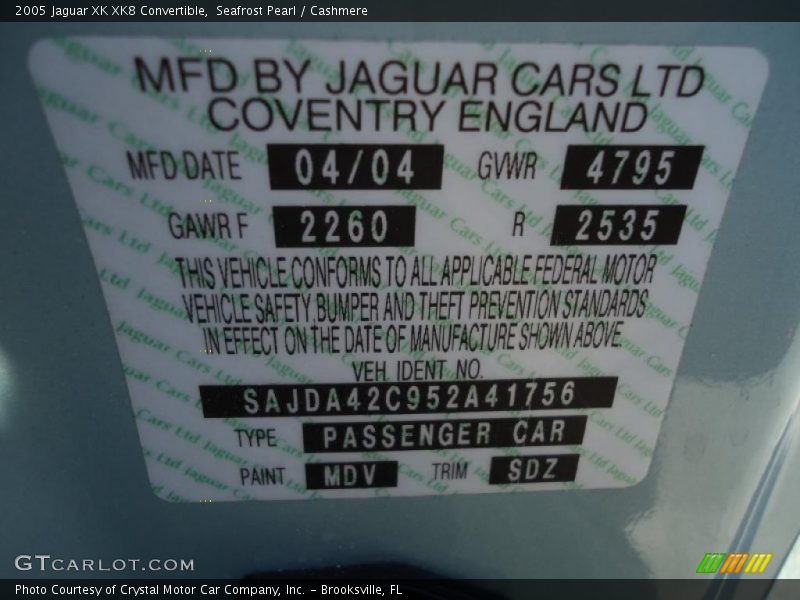 2005 Jaguar XK XK8 Convertible, Seafrost Pearl / Cashmere
MFD BY JAGUAR CARS LTD
COVENTRY ENGLAND
MFD DATE 04/04 GVWR 4795
GAWR F 2260 R 2535
THIS VEHICLE CONFORMS TO ALL APPLICABLE FEDERAL MOTOR
VEHICLE SAFETY, BUMPER AND THEFT PREVENTION STANDARDS
IN EFFECT ON THE DATE OF MANUFACTURE SHOWN ABOVE.
VEH. IDENT. NO.
SAJDA42C952A41756
TYPE PASSENGER CAR
PAINT MDV TRIM SDZ
GTCARLOT.COM
Photo Courtesy of Crystal Motor Car Company, Inc. – Brooksville, FL